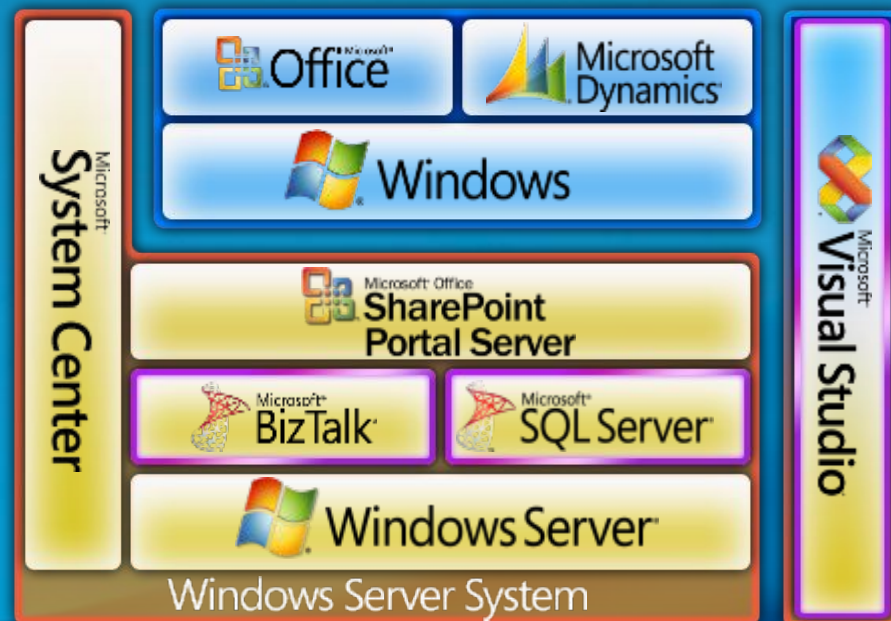 Microsoft
System Center
Microsoft
Office
Microsoft
Dynamics
Windows
Microsoft Office
SharePoint
Portal Server
Microsoft
BizTalk
Microsoft
SQL Server
Windows Server
Windows Server System
Microsoft
Visual Studio